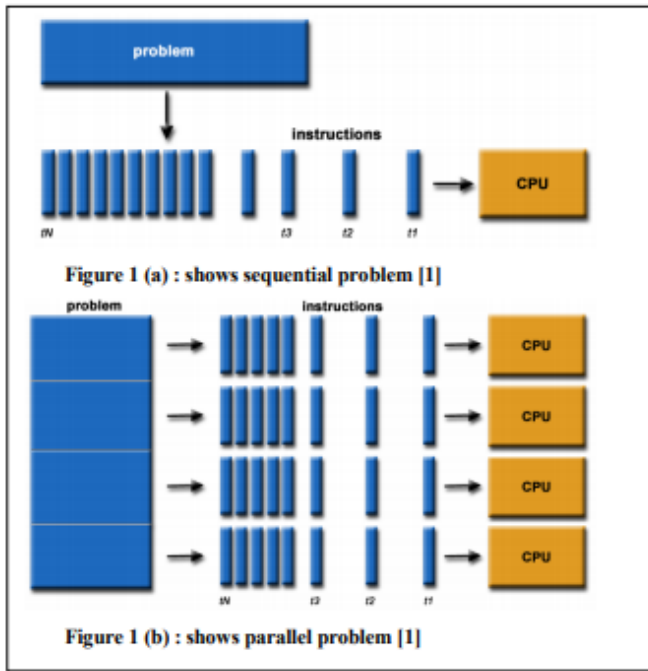 problem
instructions
CPU
tN t3 t2 t1
Figure 1 (a) : shows sequential problem [1]
problem instructions
CPU
CPU
CPU
CPU
tN t3 t2 t1
Figure 1 (b) : shows parallel problem [1]